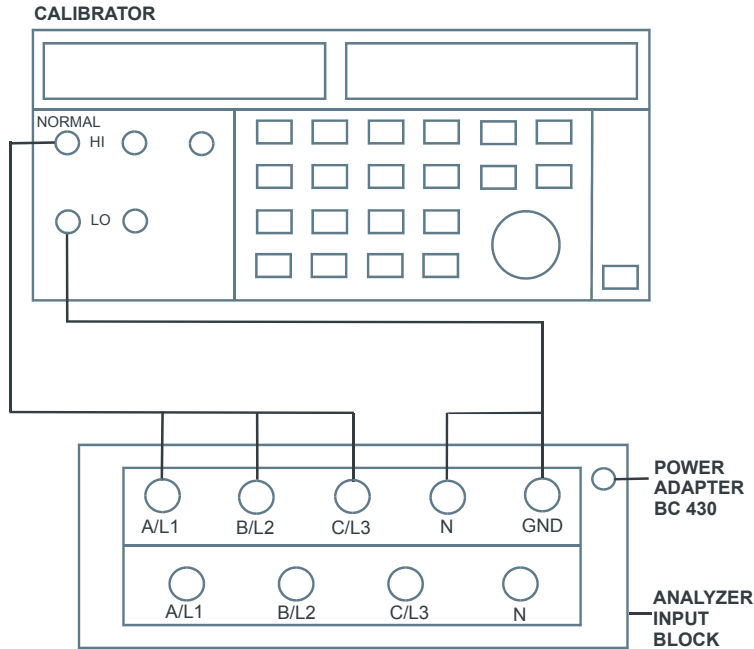 CALIBRATOR
NORMAL
HI
LO
A/L1
B/L2
C/L3
N
GND
POWER
ADAPTER
BC 430
A/L1
B/L2
C/L3
N
ANALYZER
INPUT
BLOCK